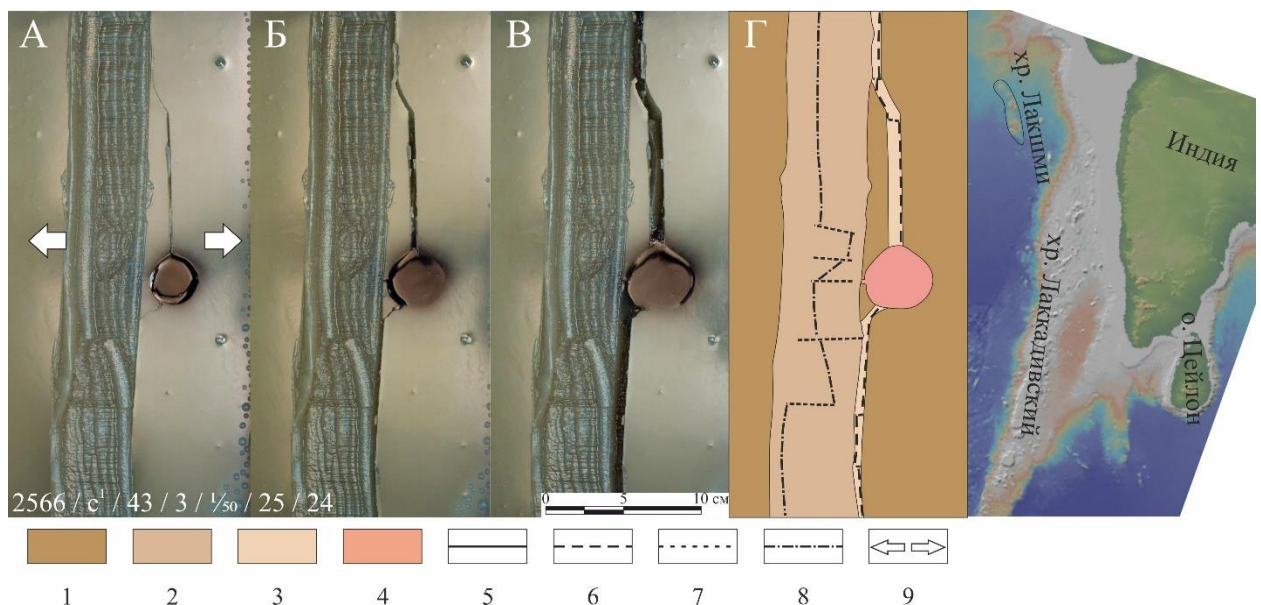 А Б В Г
хр. Лакшми
Индия
хр. Лаккадивский
о. Цейлон
2566 / с¹ / 43 / 3 / ¹⁄₅₀ / 25 / 24
0 5 10 см
1 2 3 4 5 6 7 8 9